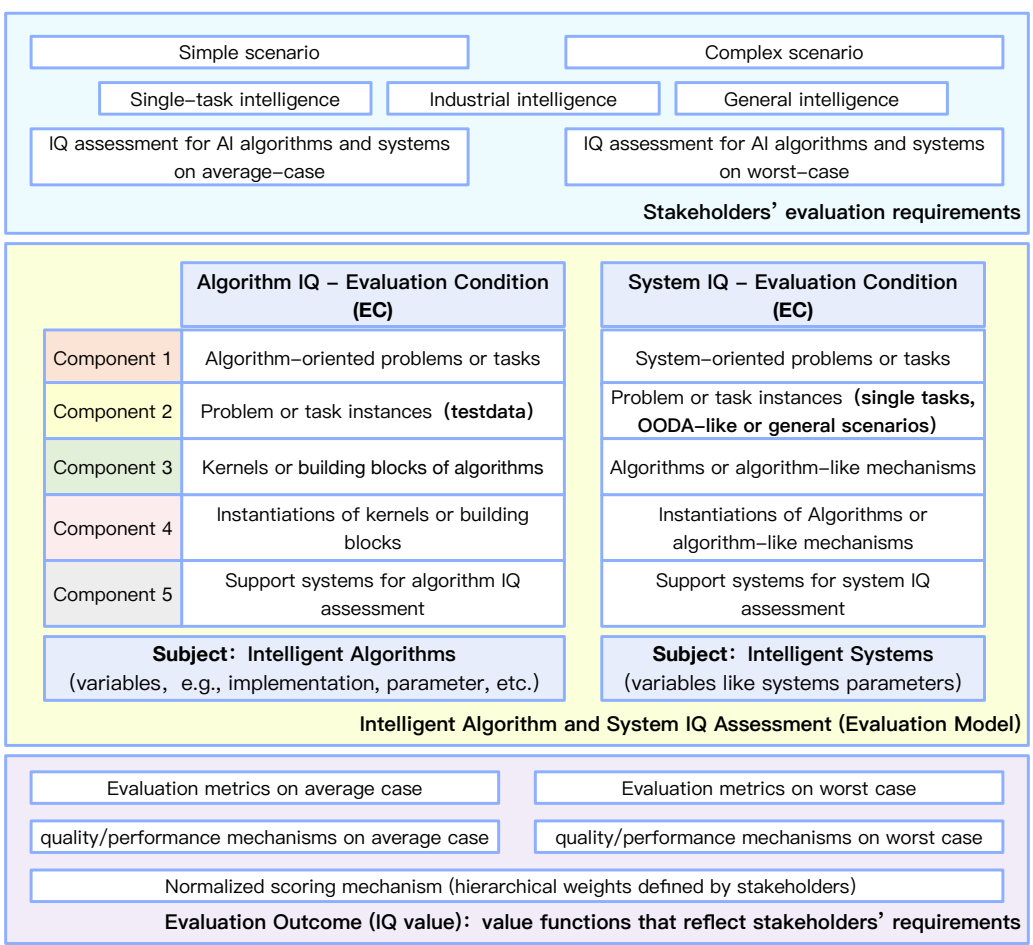 Simple scenario
Complex scenario
Single-task intelligence
Industrial intelligence
General intelligence
IQ assessment for AI algorithms and systems
on average-case
IQ assessment for AI algorithms and systems
on worst-case
Stakeholders’ evaluation requirements
Algorithm IQ – Evaluation Condition
(EC)
System IQ – Evaluation Condition
(EC)
Component 1
Algorithm-oriented problems or tasks
System-oriented problems or tasks
Component 2
Problem or task instances (testdata)
Problem or task instances (single tasks,
OODA-like or general scenarios)
Component 3
Kernels or building blocks of algorithms
Algorithms or algorithm-like mechanisms
Component 4
Instantiations of kernels or building
blocks
Instantiations of Algorithms or
algorithm-like mechanisms
Component 5
Support systems for algorithm IQ
assessment
Support systems for system IQ
assessment
Subject: Intelligent Algorithms
(variables, e.g., implementation, parameter, etc.)
Subject: Intelligent Systems
(variables like systems parameters)
Intelligent Algorithm and System IQ Assessment (Evaluation Model)
Evaluation metrics on average case
Evaluation metrics on worst case
quality/performance mechanisms on average case
quality/performance mechanisms on worst case
Normalized scoring mechanism (hierarchical weights defined by stakeholders)
Evaluation Outcome (IQ value): value functions that reflect stakeholders’ requirements